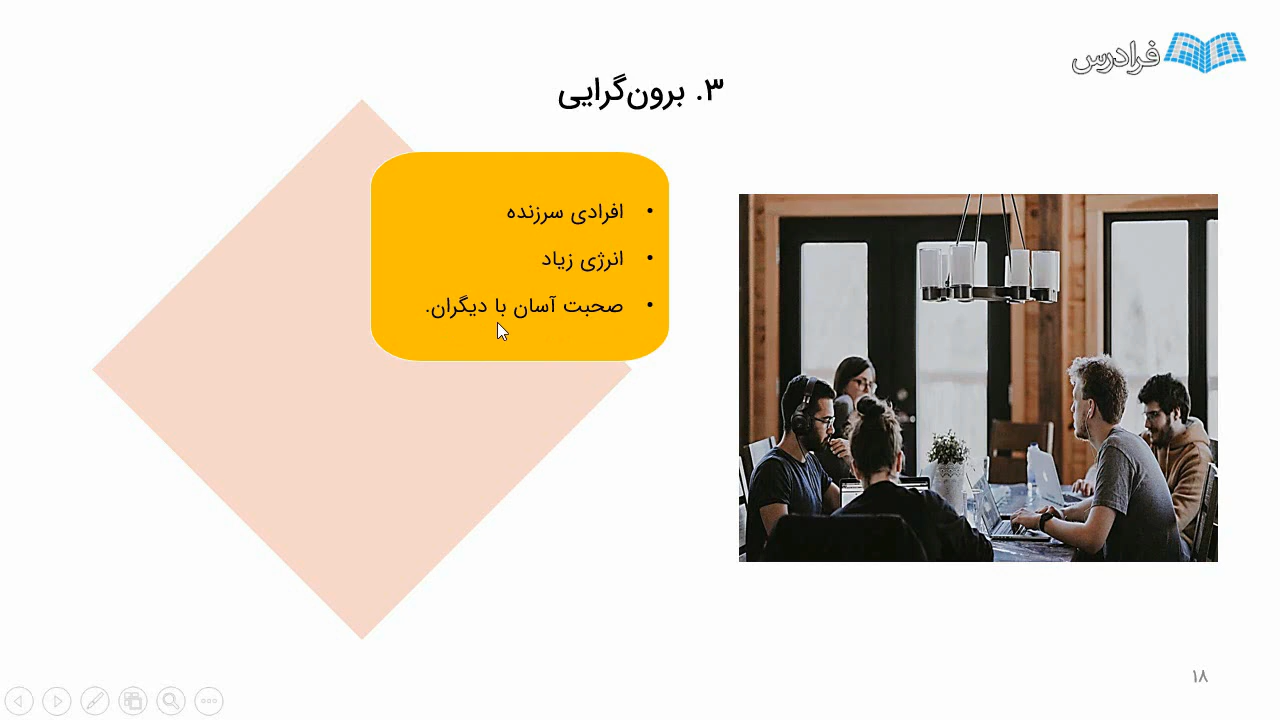 فرادرس
۳. برون‌گرایی
• افرادی سرزنده
• انرژی زیاد
• صحبت آسان با دیگران.
۱۸